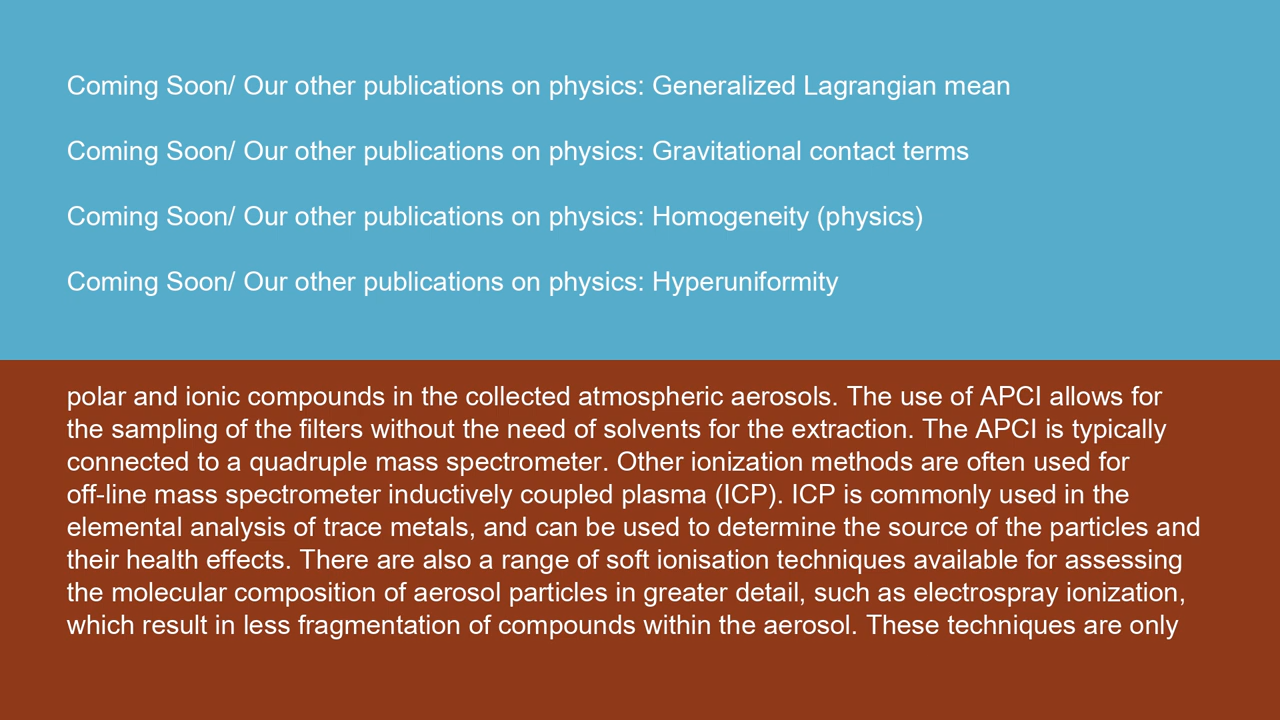 Coming Soon/ Our other publications on physics: Generalized Lagrangian mean
Coming Soon/ Our other publications on physics: Gravitational contact terms
Coming Soon/ Our other publications on physics: Homogeneity (physics)
Coming Soon/ Our other publications on physics: Hyperuniformity
polar and ionic compounds in the collected atmospheric aerosols. The use of APCI allows for
the sampling of the filters without the need of solvents for the extraction. The APCI is typically
connected to a quadruple mass spectrometer. Other ionization methods are often used for
off-line mass spectrometer inductively coupled plasma (ICP). ICP is commonly used in the
elemental analysis of trace metals, and can be used to determine the source of the particles and
their health effects. There are also a range of soft ionisation techniques available for assessing
the molecular composition of aerosol particles in greater detail, such as electrospray ionization,
which result in less fragmentation of compounds within the aerosol. These techniques are only